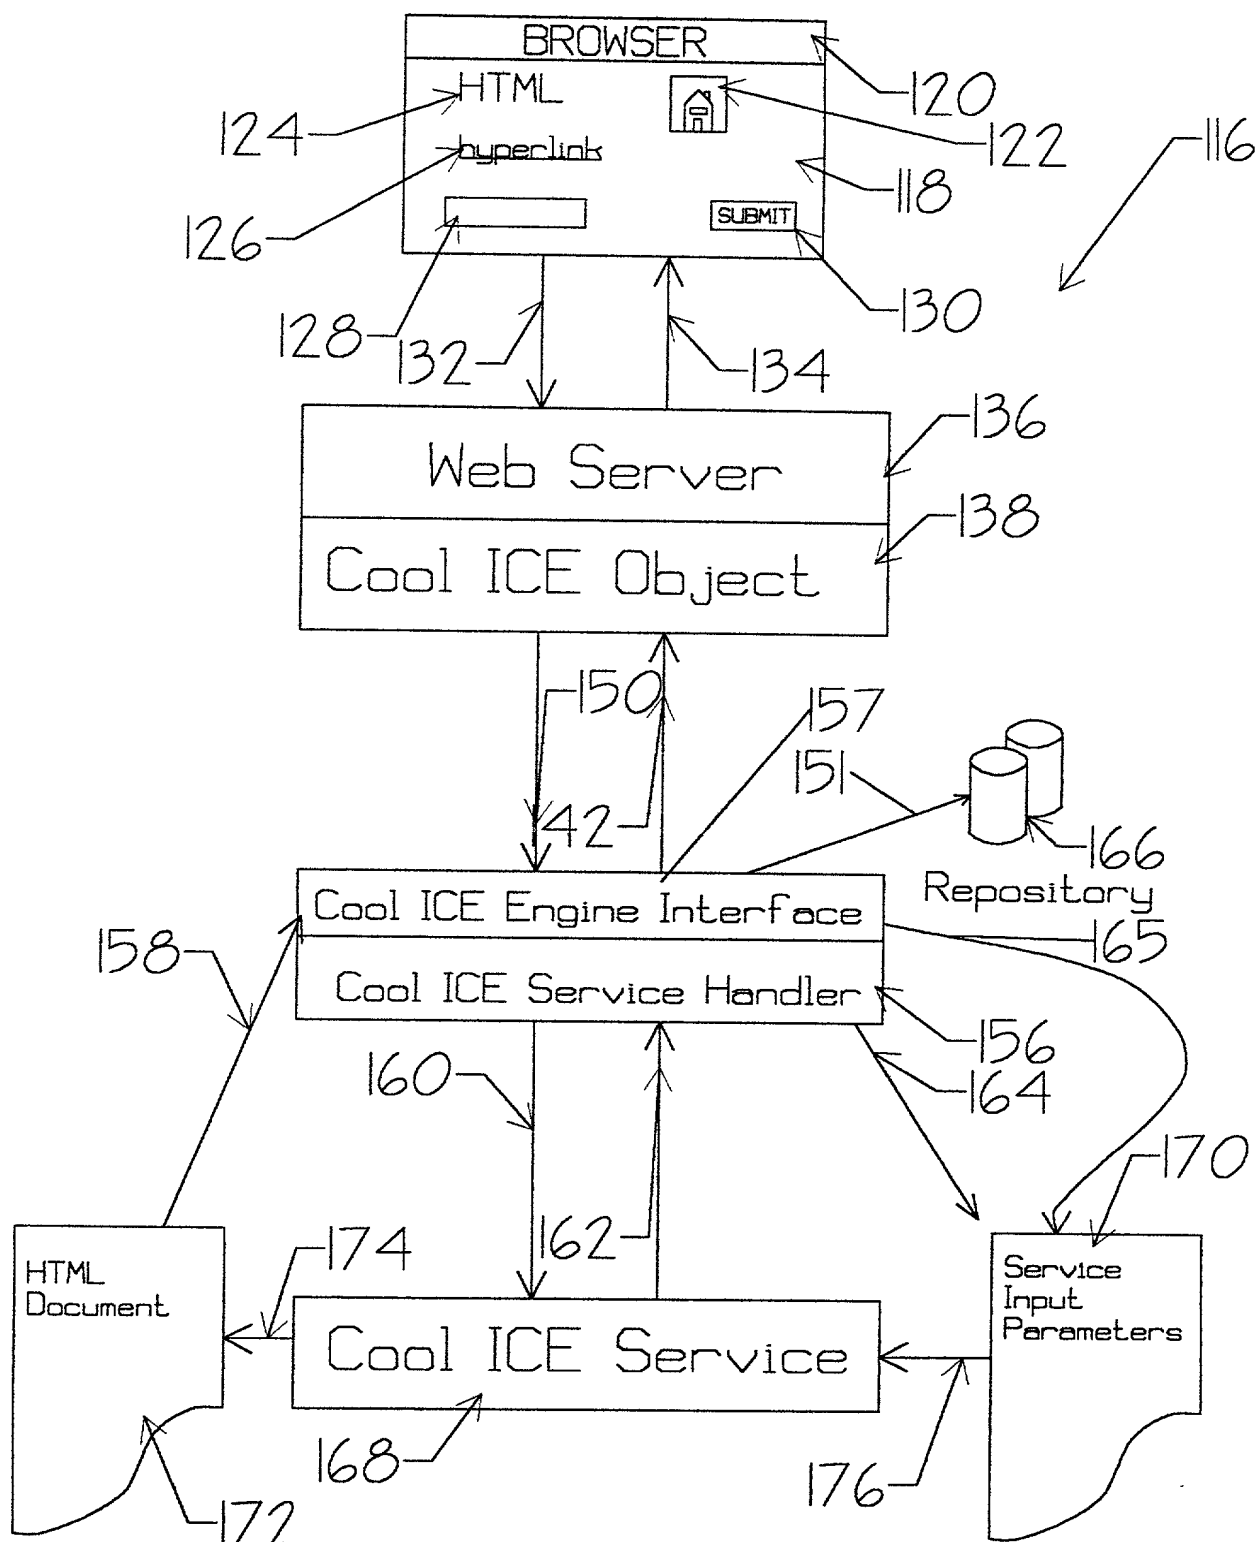 BROWSER
HTML
120
124
122
116
hyperlink
118
126
SUBMIT
130
128
132
134
136
Web Server
138
Cool ICE Object
150
157
151
142
166
Repository
Cool ICE Engine Interface
158
165
Cool ICE Service Handler
156
160
164
170
162
174
HTML
Document
Service
Input
Parameters
Cool ICE Service
168
176
172